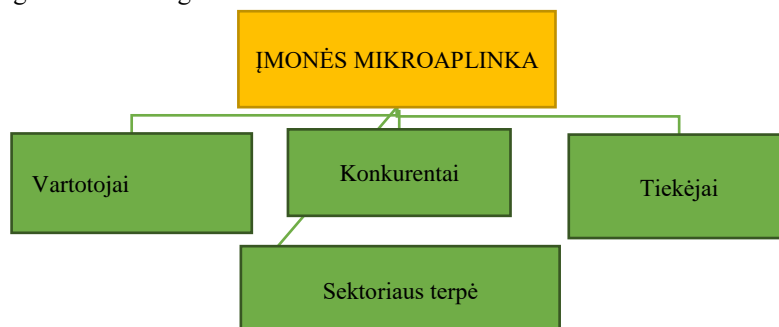 ĮMONĖS MIKROAPLINKA
Vartotojai
Konkurentai
Tiekėjai
Sektoriaus terpė